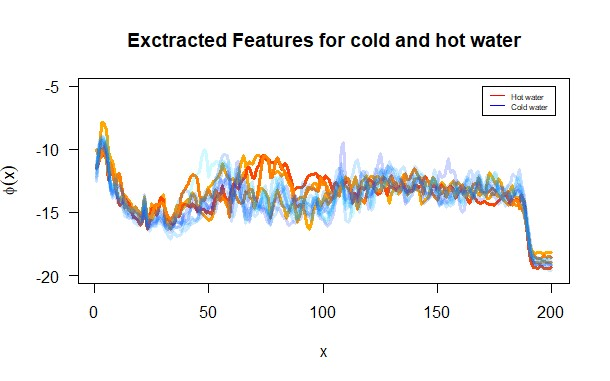 Exctracted Features for cold and hot water
-5
-10
-15
-20
ϕ(x)
Hot water
Cold water
0 50 100 150 200
x